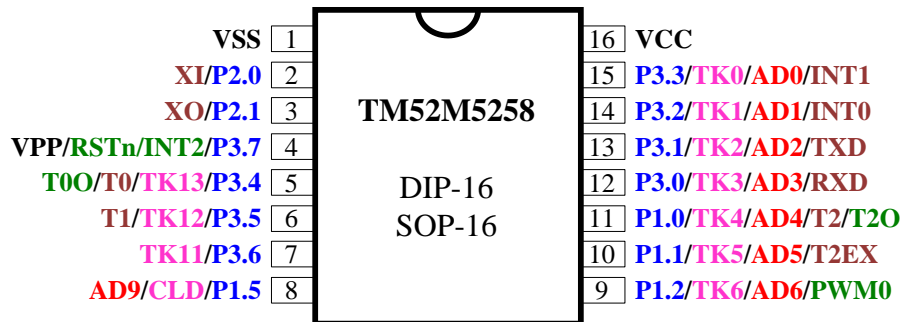 VSS 1 16 VCC
XI/P2.0 2 15 P3.3/TK0/AD0/INT1
XO/P2.1 3 TM52M5258 14 P3.2/TK1/AD1/INT0
VPP/RSTn/INT2/P3.7 4 13 P3.1/TK2/AD2/TXD
T0O/T0/TK13/P3.4 5 DIP-16 12 P3.0/TK3/AD3/RXD
T1/TK12/P3.5 6 SOP-16 11 P1.0/TK4/AD4/T2/T2O
TK11/P3.6 7 10 P1.1/TK5/AD5/T2EX
AD9/CLD/P1.5 8 9 P1.2/TK6/AD6/PWM0